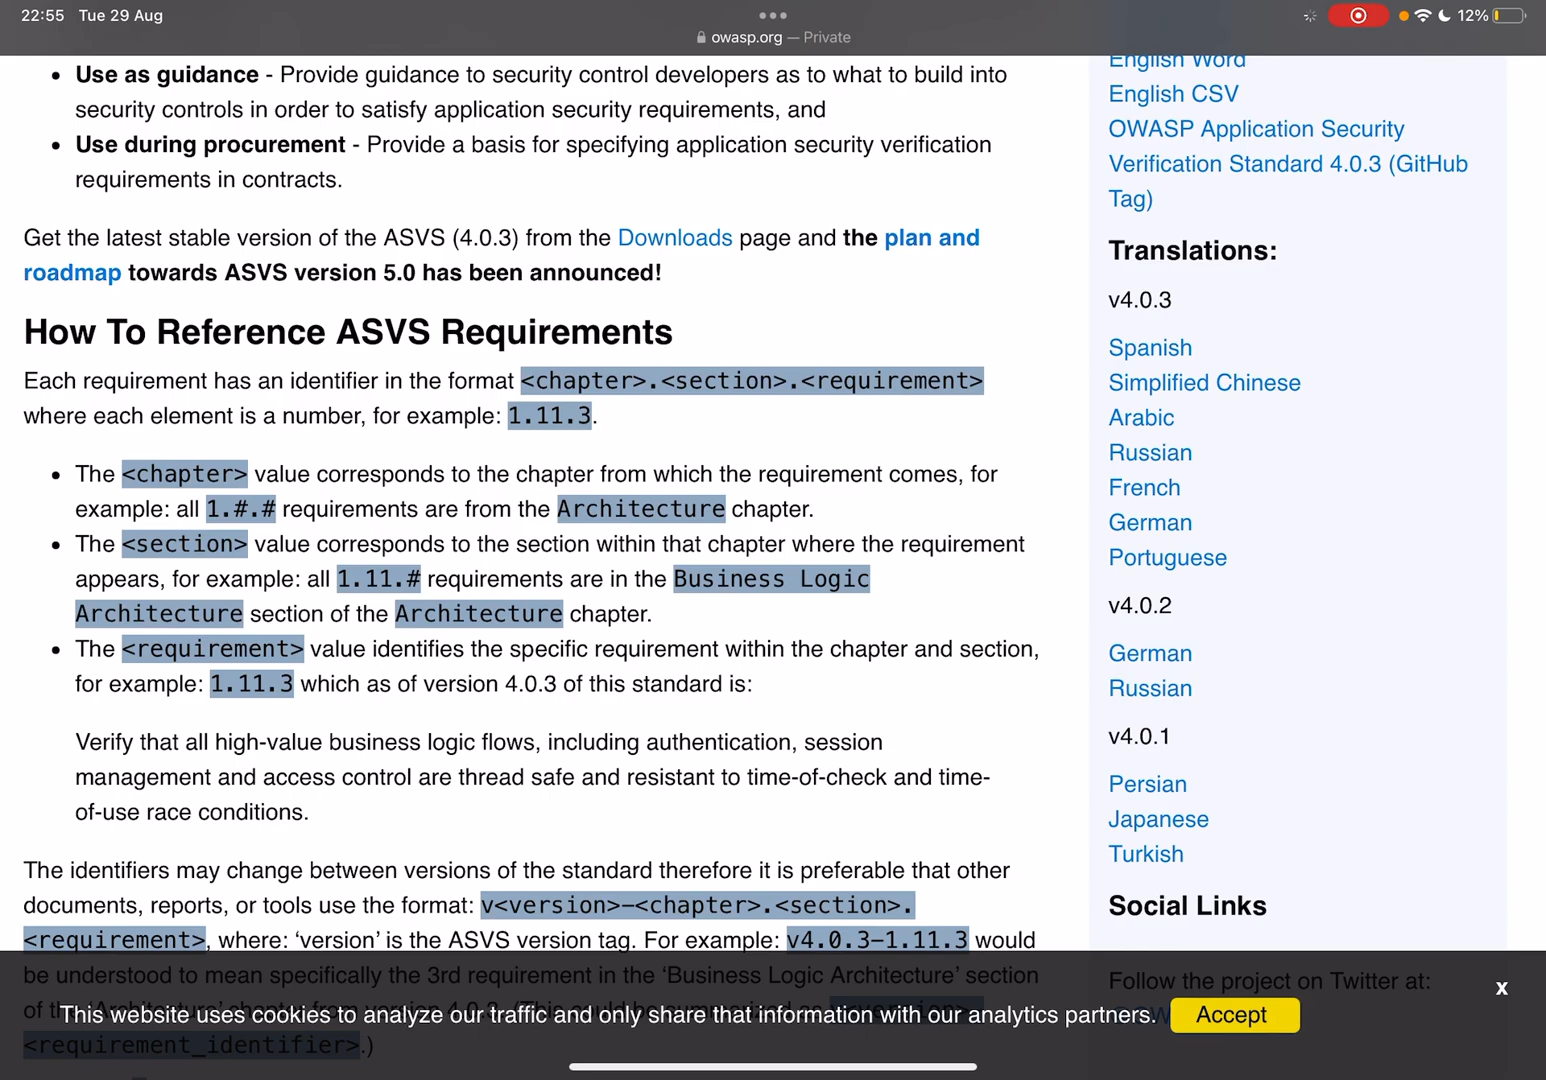 22:55 Tue 29 Aug
owasp.org — Private
12%
• Use as guidance - Provide guidance to security control developers as to what to build into
security controls in order to satisfy application security requirements, and
• Use during procurement - Provide a basis for specifying application security verification
requirements in contracts.
Get the latest stable version of the ASVS (4.0.3) from the Downloads page and the plan and
roadmap towards ASVS version 5.0 has been announced!
How To Reference ASVS Requirements
Each requirement has an identifier in the format <chapter>.<section>.<requirement>
where each element is a number, for example: 1.11.3.
• The <chapter> value corresponds to the chapter from which the requirement comes, for
example: all 1.#.# requirements are from the Architecture chapter.
• The <section> value corresponds to the section within that chapter where the requirement
appears, for example: all 1.11.# requirements are in the Business Logic
Architecture section of the Architecture chapter.
• The <requirement> value identifies the specific requirement within the chapter and section,
for example: 1.11.3 which as of version 4.0.3 of this standard is:
Verify that all high-value business logic flows, including authentication, session
management and access control are thread safe and resistant to time-of-check and time-
of-use race conditions.
The identifiers may change between versions of the standard therefore it is preferable that other
documents, reports, or tools use the format: v<version>-<chapter>.<section>.
<requirement>, where: ‘version’ is the ASVS version tag. For example: v4.0.3-1.11.3 would
be understood to mean specifically the 3rd requirement in the ‘Business Logic Architecture’ section
<requirement_identifier>.)
English Word
English CSV
OWASP Application Security
Verification Standard 4.0.3 (GitHub
Tag)
Translations:
v4.0.3
Spanish
Simplified Chinese
Arabic
Russian
French
German
Portuguese
v4.0.2
German
Russian
v4.0.1
Persian
Japanese
Turkish
Social Links
Follow the project on Twitter at:
x
This website uses cookies to analyze our traffic and only share that information with our analytics partners.
Accept